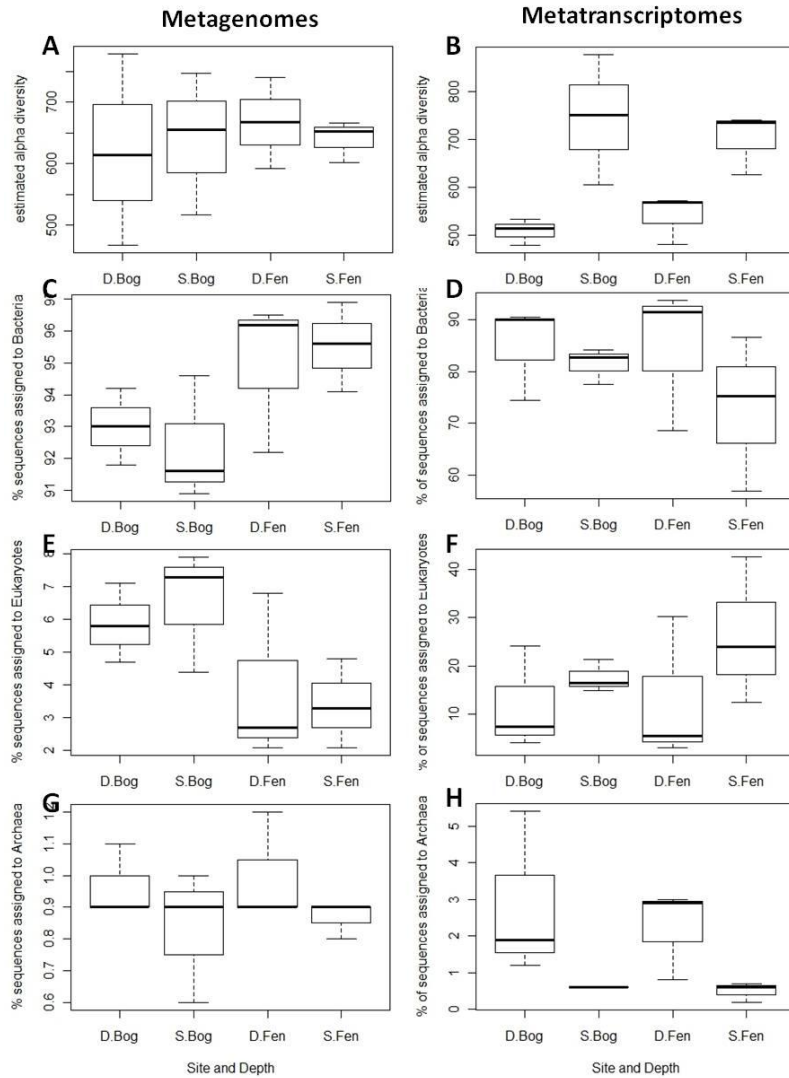 Metagenomes
Metatranscriptomes
A
estimated alpha diversity
500 600 700
D.Bog S.Bog D.Fen S.Fen
B
estimated alpha diversity
500 600 700 800
D.Bog S.Bog D.Fen S.Fen
C
% sequences assigned to Bacteria
91 92 93 94 95 96 97
D.Bog S.Bog D.Fen S.Fen
D
% of sequences assigned to Bacteria
60 70 80 90
D.Bog S.Bog D.Fen S.Fen
E
% sequences assigned to Eukaryotes
2 3 4 5 6 7 8
D.Bog S.Bog D.Fen S.Fen
F
% of sequences assigned to Eukaryotes
10 20 30 40
D.Bog S.Bog D.Fen S.Fen
G
% sequences assigned to Archaea
0.6 0.7 0.8 0.9 1.0 1.1 1.2
D.Bog S.Bog D.Fen S.Fen
Site and Depth
H
% of sequences assigned to Archaea
0 1 2 3 4 5
D.Bog S.Bog D.Fen S.Fen
Site and Depth